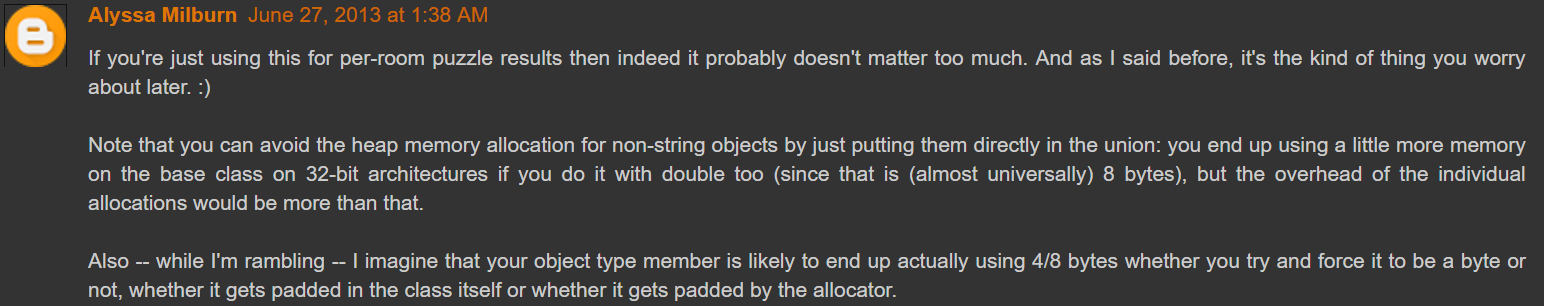 Alyssa Milburn June 27, 2013 at 1:38 AM
If you're just using this for per-room puzzle results then indeed it probably doesn't matter too much. And as I said before, it's the kind of thing you worry
about later. :)
Note that you can avoid the heap memory allocation for non-string objects by just putting them directly in the union: you end up using a little more memory
on the base class on 32-bit architectures if you do it with double too (since that is (almost universally) 8 bytes), but the overhead of the individual
allocations would be more than that.
Also -- while I'm rambling -- I imagine that your object type member is likely to end up actually using 4/8 bytes whether you try and force it to be a byte or
not, whether it gets padded in the class itself or whether it gets padded by the allocator.